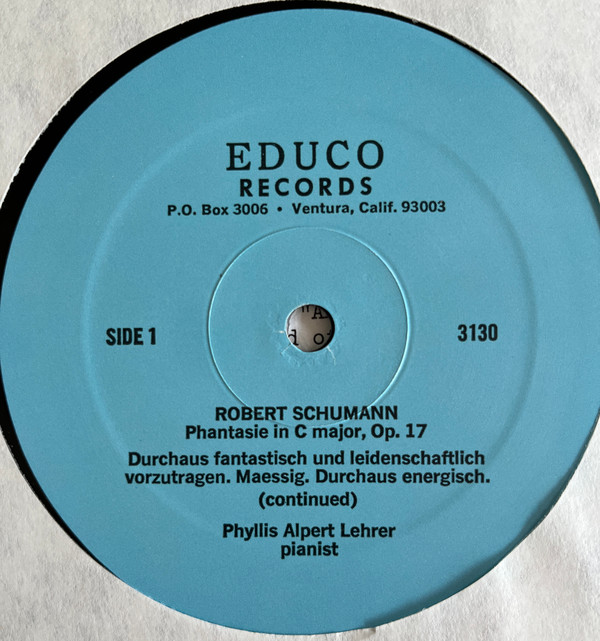 EDUCO
RECORDS
P.O. Box 3006 • Ventura, Calif. 93003
SIDE 1
3130
ROBERT SCHUMANN
Phantasie in C major, Op. 17
Durchaus fantastisch und leidenschaftlich
vorzutragen. Maessig. Durchaus energisch.
(continued)
Phyllis Alpert Lehrer
pianist